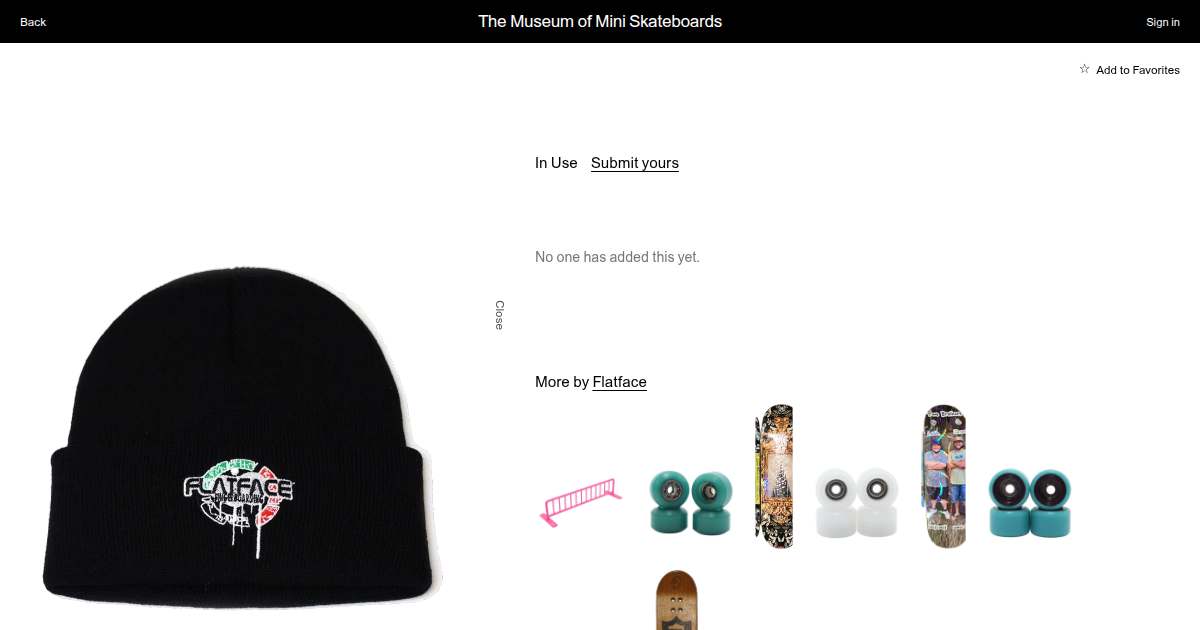 Back
The Museum of Mini Skateboards
Sign in
☆ Add to Favorites
In Use Submit yours
No one has added this yet.
Close
More by Flatface
FLATFACE
FINGERBOARDING